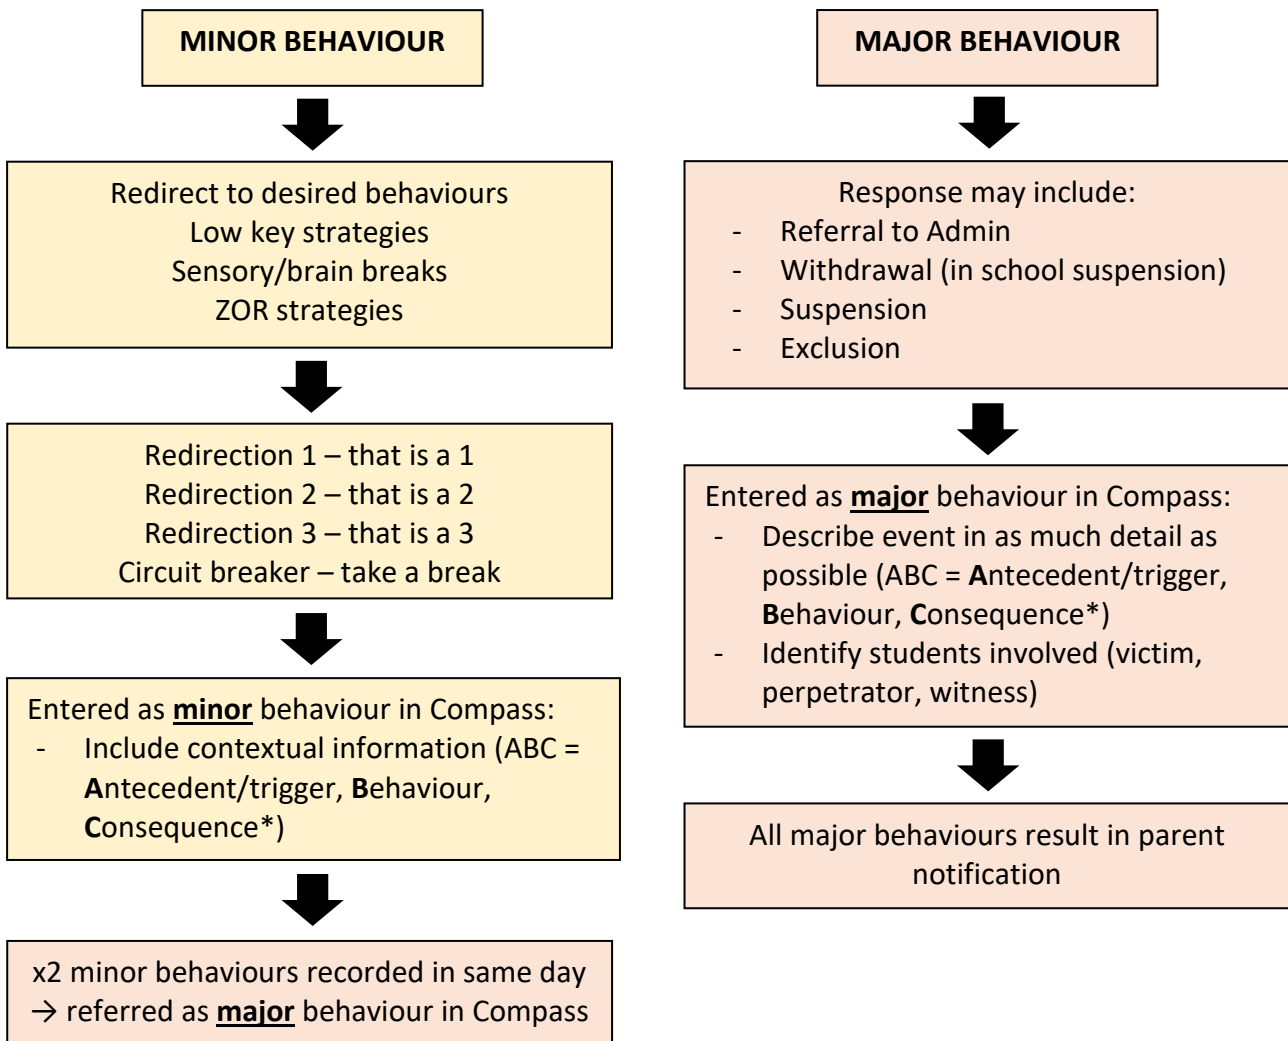 MINOR BEHAVIOUR
Redirect to desired behaviours
Low key strategies
Sensory/brain breaks
ZOR strategies
Redirection 1 – that is a 1
Redirection 2 – that is a 2
Redirection 3 – that is a 3
Circuit breaker – take a break
Entered as minor behaviour in Compass:
- Include contextual information (ABC =
Antecedent/trigger, Behaviour,
Consequence*)
x2 minor behaviours recorded in same day
→ referred as major behaviour in Compass
MAJOR BEHAVIOUR
Response may include:
- Referral to Admin
- Withdrawal (in school suspension)
- Suspension
- Exclusion
Entered as major behaviour in Compass:
- Describe event in as much detail as
possible (ABC = Antecedent/trigger,
Behaviour, Consequence*)
- Identify students involved (victim,
perpetrator, witness)
All major behaviours result in parent
notification